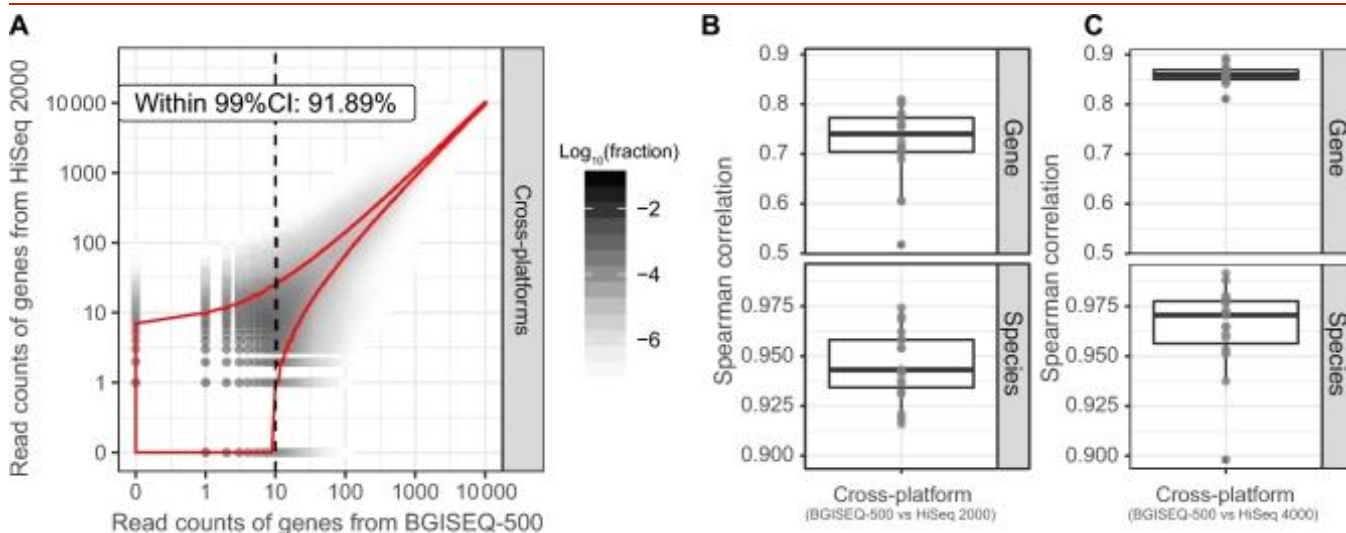 A
Read counts of genes from HiSeq 2000
10000
1000
100
10
1
0
Within 99%CI: 91.89%
Cross-platforms
0 1 10 100 1000 10000
Read counts of genes from BGISEQ-500
Log10(fraction)
−2
−4
−6
B
Spearman correlation
0.9
0.8
0.7
0.6
0.5
Gene
0.975
0.950
0.925
0.900
Species
Cross-platform
(BGISEQ-500 vs HiSeq 2000)
C
Spearman correlation
0.9
0.8
0.7
0.6
0.5
Gene
0.975
0.950
0.925
0.900
Species
Cross-platform
(BGISEQ-500 vs HiSeq 4000)